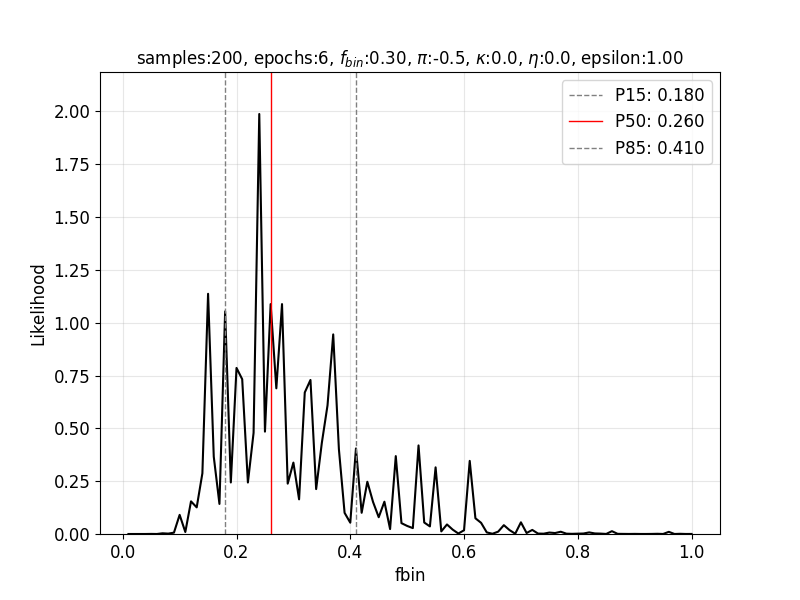 samples:200, epochs:6, f_bin:0.30, π:-0.5, κ:0.0, η:0.0, epsilon:1.00
P15: 0.180
P50: 0.260
P85: 0.410
Likelihood
2.00
1.75
1.50
1.25
1.00
0.75
0.50
0.25
0.00
0.0 0.2 0.4 0.6 0.8 1.0
fbin